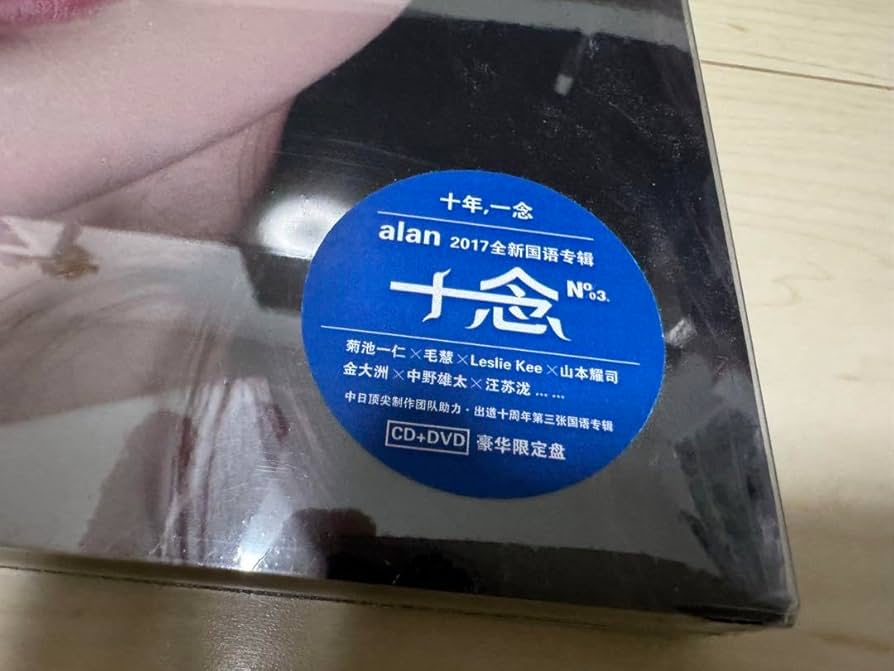 十年,一念
alan 2017全新国语专辑
十念 Nº.03.
菊池一仁×毛慧×Leslie Kee×山本耀司
金大洲×中野雄太×汪苏泷 ... ...
中日顶尖制作团队助力·出道十周年第三张国语专辑
CD+DVD 豪华限定盘